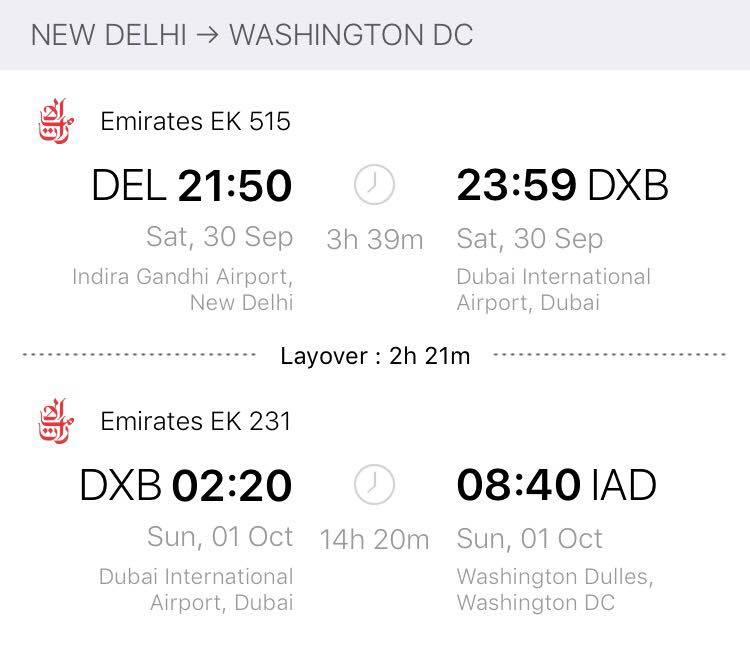 NEW DELHI → WASHINGTON DC
Emirates EK 515
DEL 21:50
23:59 DXB
Sat, 30 Sep
3h 39m
Sat, 30 Sep
Indira Gandhi Airport,
New Delhi
Dubai International
Airport, Dubai
Layover : 2h 21m
Emirates EK 231
DXB 02:20
08:40 IAD
Sun, 01 Oct
14h 20m
Sun, 01 Oct
Dubai International
Airport, Dubai
Washington Dulles,
Washington DC